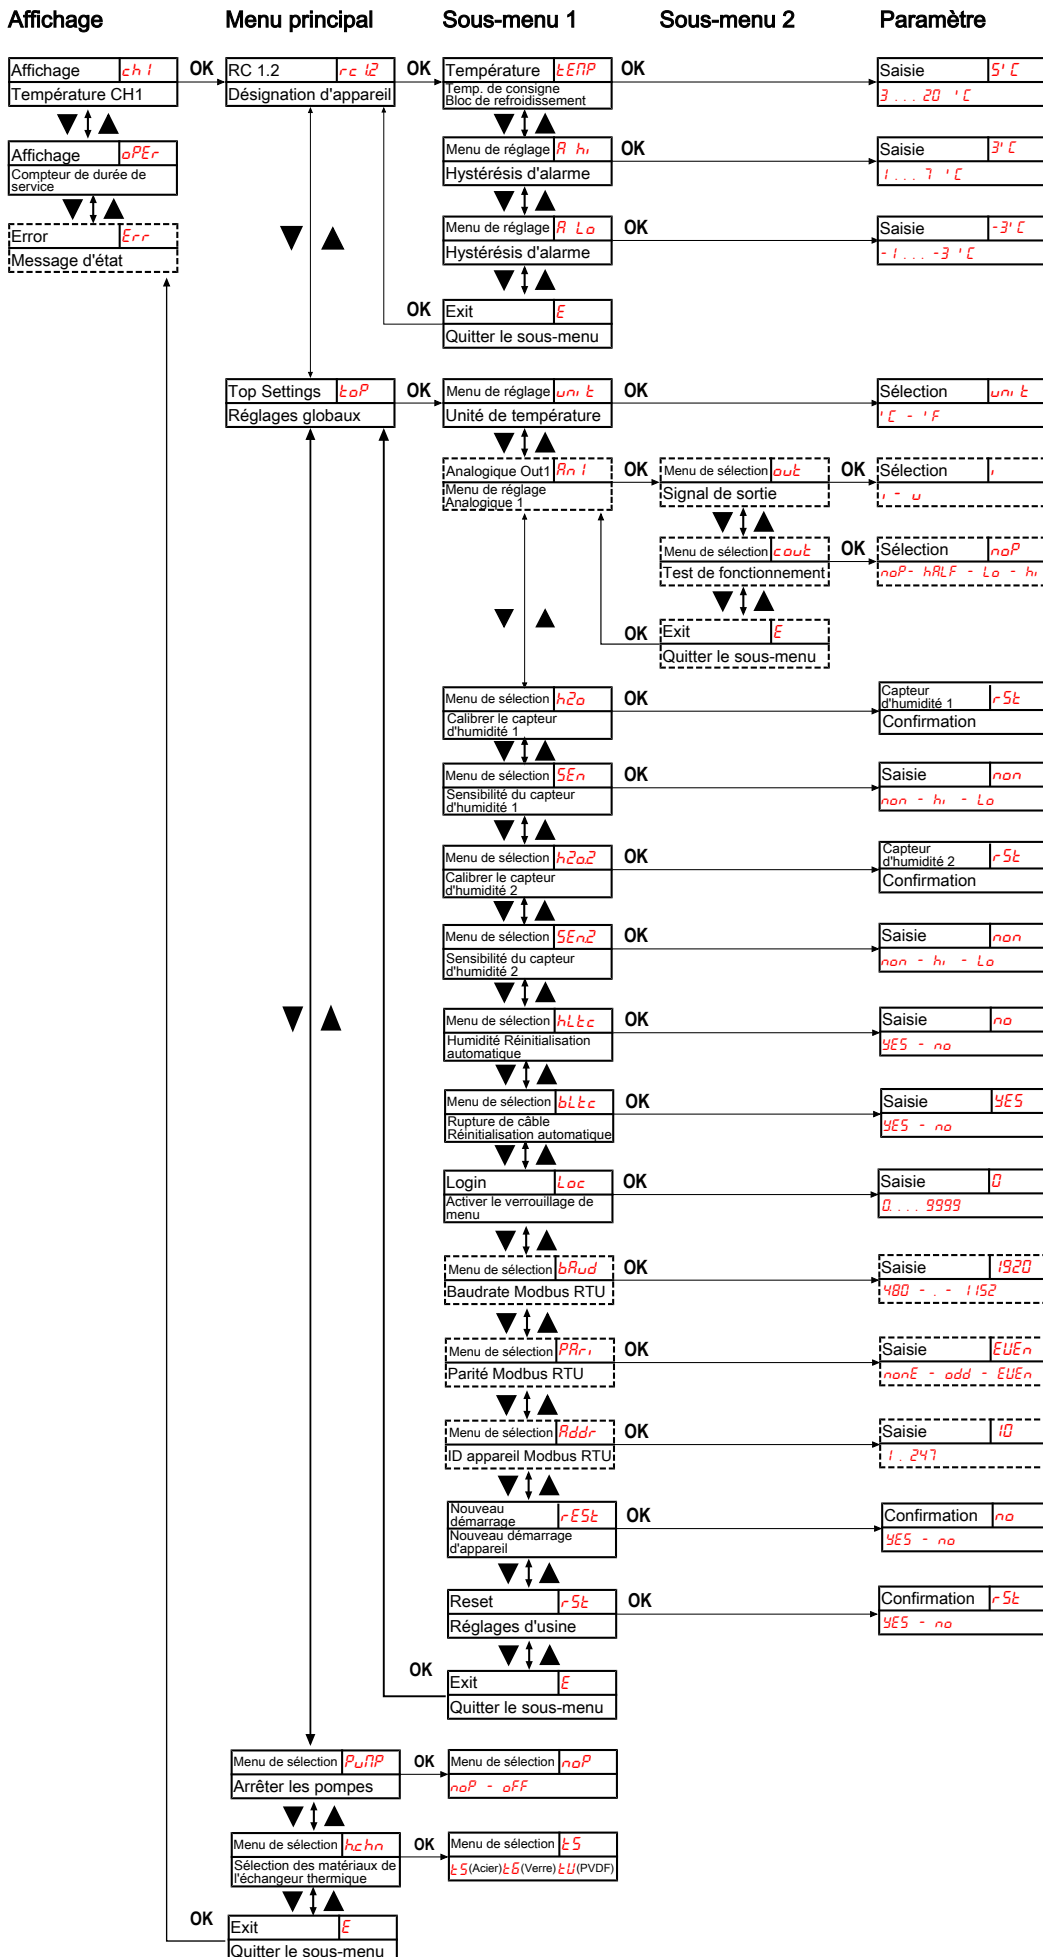 Affichage Menu principal Sous-menu 1 Sous-menu 2 Paramètre
Affichage ch1 OK RC 1.2 rc 1.2 OK Température tEMP OK Saisie 5°C
Température CH1 Désignation d'appareil Temp. de consigne
Bloc de refroidissement 3 ... 20 °C
Affichage oPEr
Compteur de durée de
service
Menu de réglage A hi OK Saisie 3°C
Hystérésis d'alarme 1 ... 7 °C
Error Err
Message d'état
Menu de réglage A Lo OK Saisie -3°C
Hystérésis d'alarme -1 ... -3 °C
OK Exit E
Quitter le sous-menu
Top Settings toP OK Menu de réglage unit OK Sélection unit
Réglages globaux Unité de température °C - °F
Analogique Out1 An1 OK Menu de sélection out OK Sélection i
Menu de réglage
Analogique 1 Signal de sortie i - u
Menu de sélection cout OK Sélection noP
Test de fonctionnement noP - hALF - Lo - hi
OK Exit E
Quitter le sous-menu
Menu de sélection h2o OK Capteur
d'humidité 1 rSt
Calibrer le capteur
d'humidité 1 Confirmation
Menu de sélection SEn OK Saisie non
Sensibilité du capteur
d'humidité 1 non - hi - Lo
Menu de sélection h2o.2 OK Capteur
d'humidité 2 rSt
Calibrer le capteur
d'humidité 2 Confirmation
Menu de sélection SEn.2 OK Saisie non
Sensibilité du capteur
d'humidité 2 non - hi - Lo
Menu de sélection hLtc OK Saisie no
Humidité Réinitialisation
automatique YES - no
Menu de sélection bLtc OK Saisie YES
Rupture de câble
Réinitialisation automatique YES - no
Login Loc OK Saisie 0
Activer le verrouillage de
menu 0. ... 9999
Menu de sélection bAud OK Saisie 1920
Baudrate Modbus RTU 480 - . - 1152
Menu de sélection PAri OK Saisie EUEn
Parité Modbus RTU nonE - odd - EUEn
Menu de sélection Addr OK Saisie 10
ID appareil Modbus RTU 1 . 247
Nouveau
démarrage rESt OK Confirmation no
Nouveau démarrage
d'appareil YES - no
Reset rSt OK Confirmation rSt
Réglages d'usine YES - no
OK Exit E
Quitter le sous-menu
Menu de sélection PuMP OK Menu de sélection noP
Arrêter les pompes noP - oFF
Menu de sélection h.chn OK Menu de sélection tS
Sélection des matériaux de
l'échangeur thermique tS(Acier) tG(Verre) tU(PVDF)
OK Exit E
Quitter le sous-menu